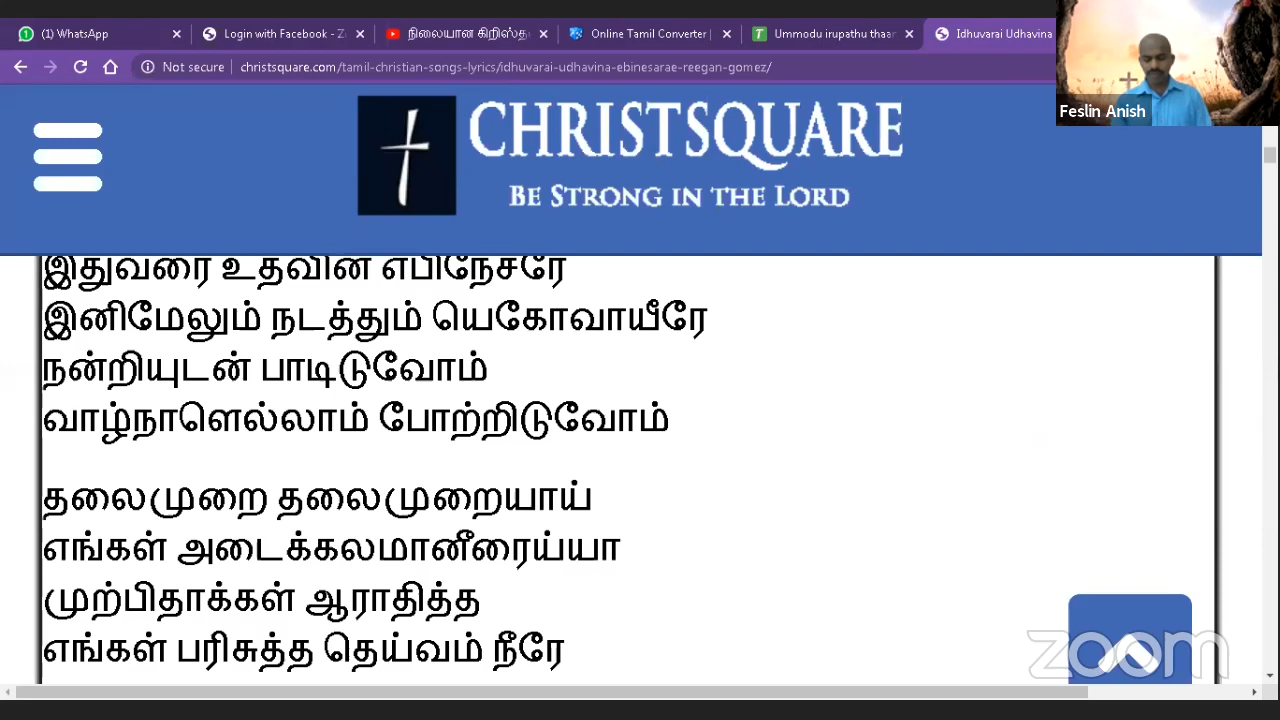 (1) WhatsApp
Login with Facebook - Z
நிலையான கிறிஸ்த
Online Tamil Converter |
Ummodu irupathu thaan
Idhuvarai Udhavina
Not secure
christsquare.com/tamil-christian-songs-lyrics/idhuvarai-udhavina-ebinesarae-reegan-gomez/
Feslin Anish
CHRISTSQUARE
BE STRONG IN THE LORD
இதுவரை உதவின எபிநேசரே
இனிமேலும் நடத்தும் யெகோவாயீரே
நன்றியுடன் பாடிடுவோம்
வாழ்நாளெல்லாம் போற்றிடுவோம்
தலைமுறை தலைமுறையாய்
எங்கள் அடைக்கலமானீரைய்யா
முற்பிதாக்கள் ஆராதித்த
எங்கள் பரிசுத்த தெய்வம் நீரே
zoom